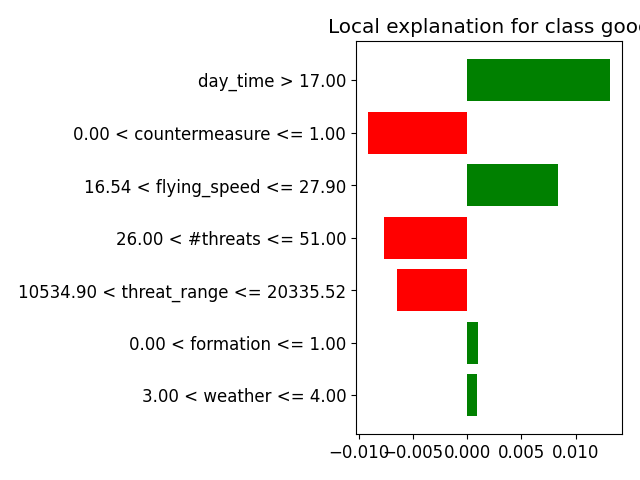 Local explanation for class good
day_time > 17.00
0.00 < countermeasure <= 1.00
16.54 < flying_speed <= 27.90
26.00 < #threats <= 51.00
10534.90 < threat_range <= 20335.52
0.00 < formation <= 1.00
3.00 < weather <= 4.00
−0.010 −0.005 0.000 0.005 0.010